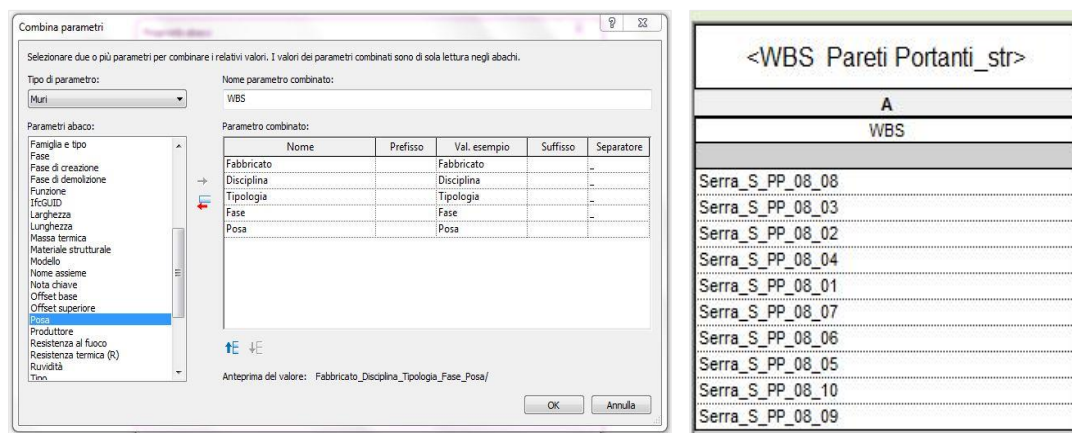 Combina parametri
Selezionare due o più parametri per combinare i relativi valori. I valori dei parametri combinati sono di sola lettura negli abachi.
Tipo di parametro:
Muri
Nome parametro combinato:
WBS
Parametri abaco:
Famiglia e tipo
Fase
Fase di creazione
Fase di demolizione
Funzione
IfcGUID
Larghezza
Lunghezza
Massa termica
Materiale strutturale
Modello
Nome assieme
Nota chiave
Offset base
Offset superiore
Posa
Produttore
Resistenza al fuoco
Resistenza termica (R)
Ruvidità
Tipo
Parametro combinato:
Nome Prefisso Val. esempio Suffisso Separatore
Fabbricato Fabbricato _
Disciplina Disciplina _
Tipologia Tipologia _
Fase Fase _
Posa Posa
Anteprima del valore: Fabbricato_Disciplina_Tipologia_Fase_Posa/
OK Annulla
<WBS Pareti Portanti_str>
A
WBS
Serra_S_PP_08_08
Serra_S_PP_08_03
Serra_S_PP_08_02
Serra_S_PP_08_04
Serra_S_PP_08_01
Serra_S_PP_08_07
Serra_S_PP_08_06
Serra_S_PP_08_05
Serra_S_PP_08_10
Serra_S_PP_08_09